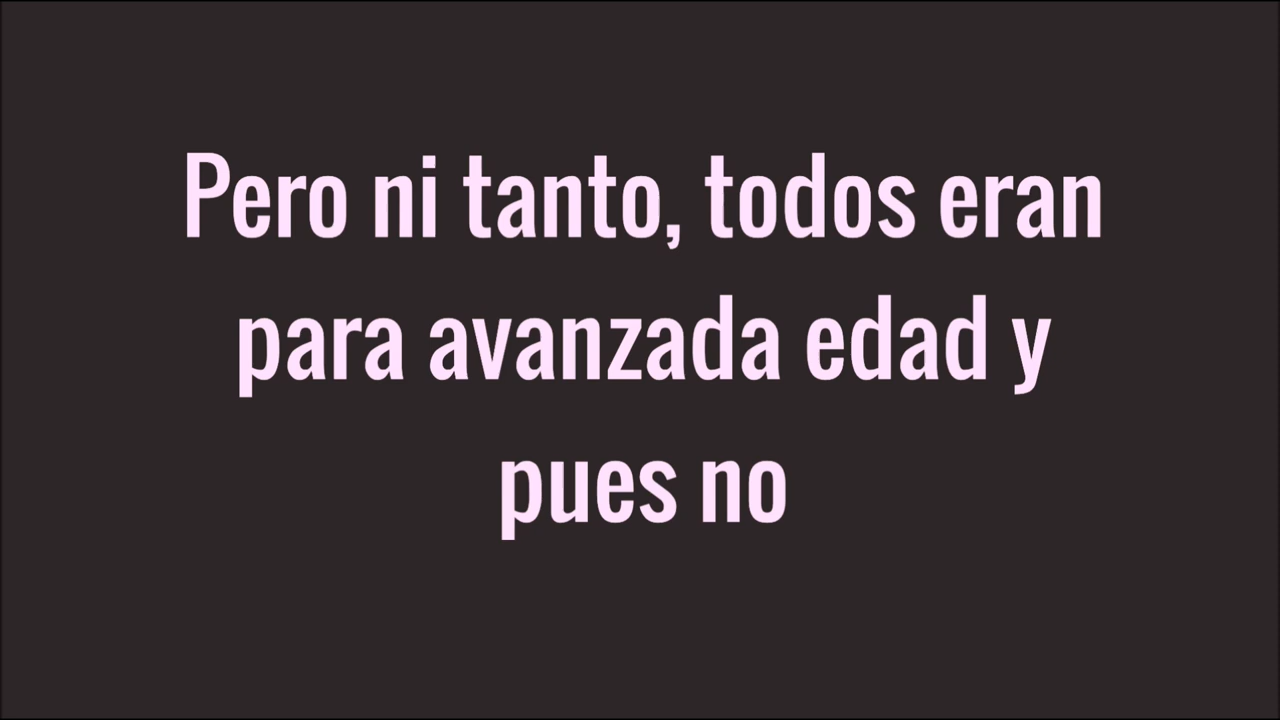 Pero ni tanto, todos eran
para avanzada edad y
pues no